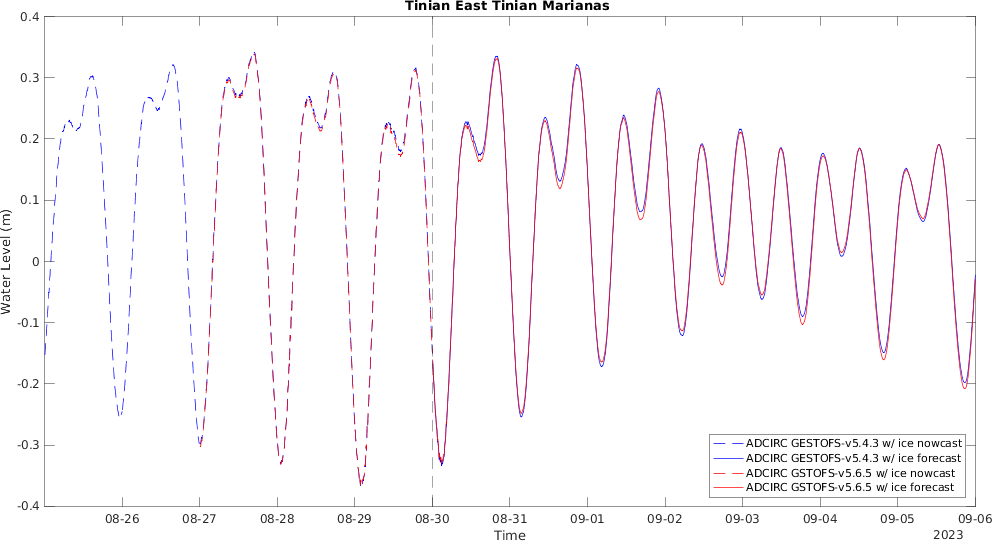 Tinian East Tinian Marianas
Water Level (m)
0.4
0.3
0.2
0.1
0
-0.1
-0.2
-0.3
-0.4
ADCIRC GESTOFS-v5.4.3 w/ ice nowcast
ADCIRC GESTOFS-v5.4.3 w/ ice forecast
ADCIRC GSTOFS-v5.6.5 w/ ice nowcast
ADCIRC GSTOFS-v5.6.5 w/ ice forecast
08-26 08-27 08-28 08-29 08-30 08-31 09-01 09-02 09-03 09-04 09-05 09-06
Time
2023